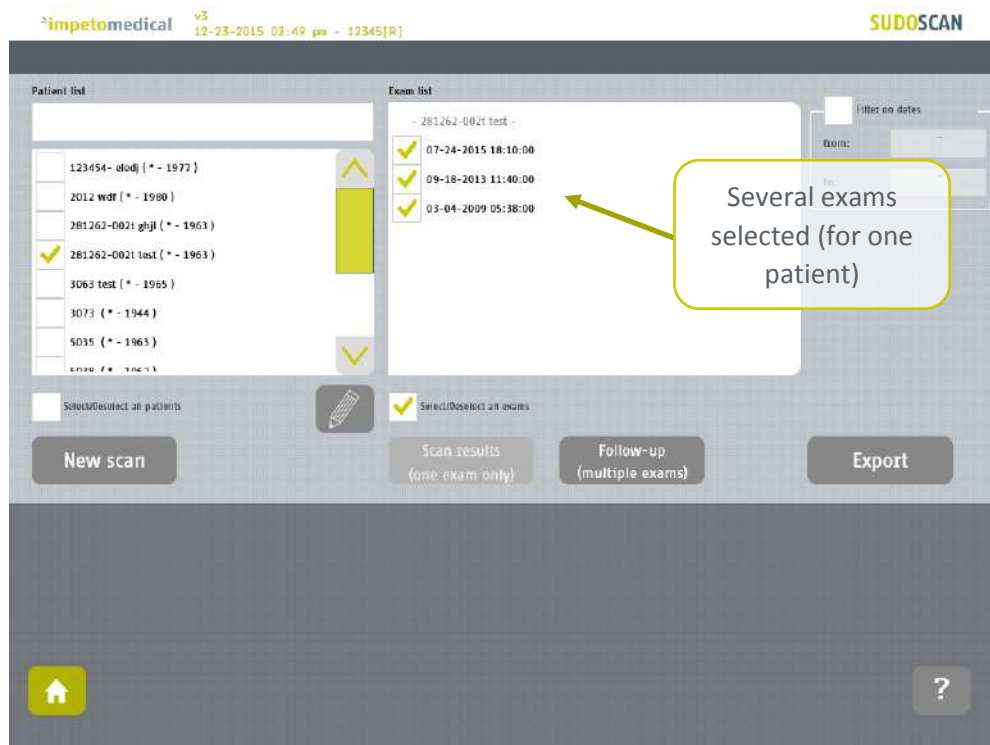 impetomedical
v3
12-23-2015 02:49 pm - 12345[R]
SUDOSCAN
Patient list
123454- elodj ( * - 1977 )
2012 wdf ( * - 1980 )
281262-002t ghjl ( * - 1963 )
281262-002t test ( * - 1963 )
3063 test ( * - 1965 )
3073 ( * - 1944 )
5035 ( * - 1963 )
Select/Deselect all patients
New scan
Exam list
- 281262-002t test -
07-24-2015 18:10:00
09-18-2013 11:40:00
03-04-2009 05:38:00
Select/Deselect all exams
Scan results
(one exam only)
Follow-up
(multiple exams)
Filter on dates
from: -
to:
Several exams
selected (for one
patient)
Export
?